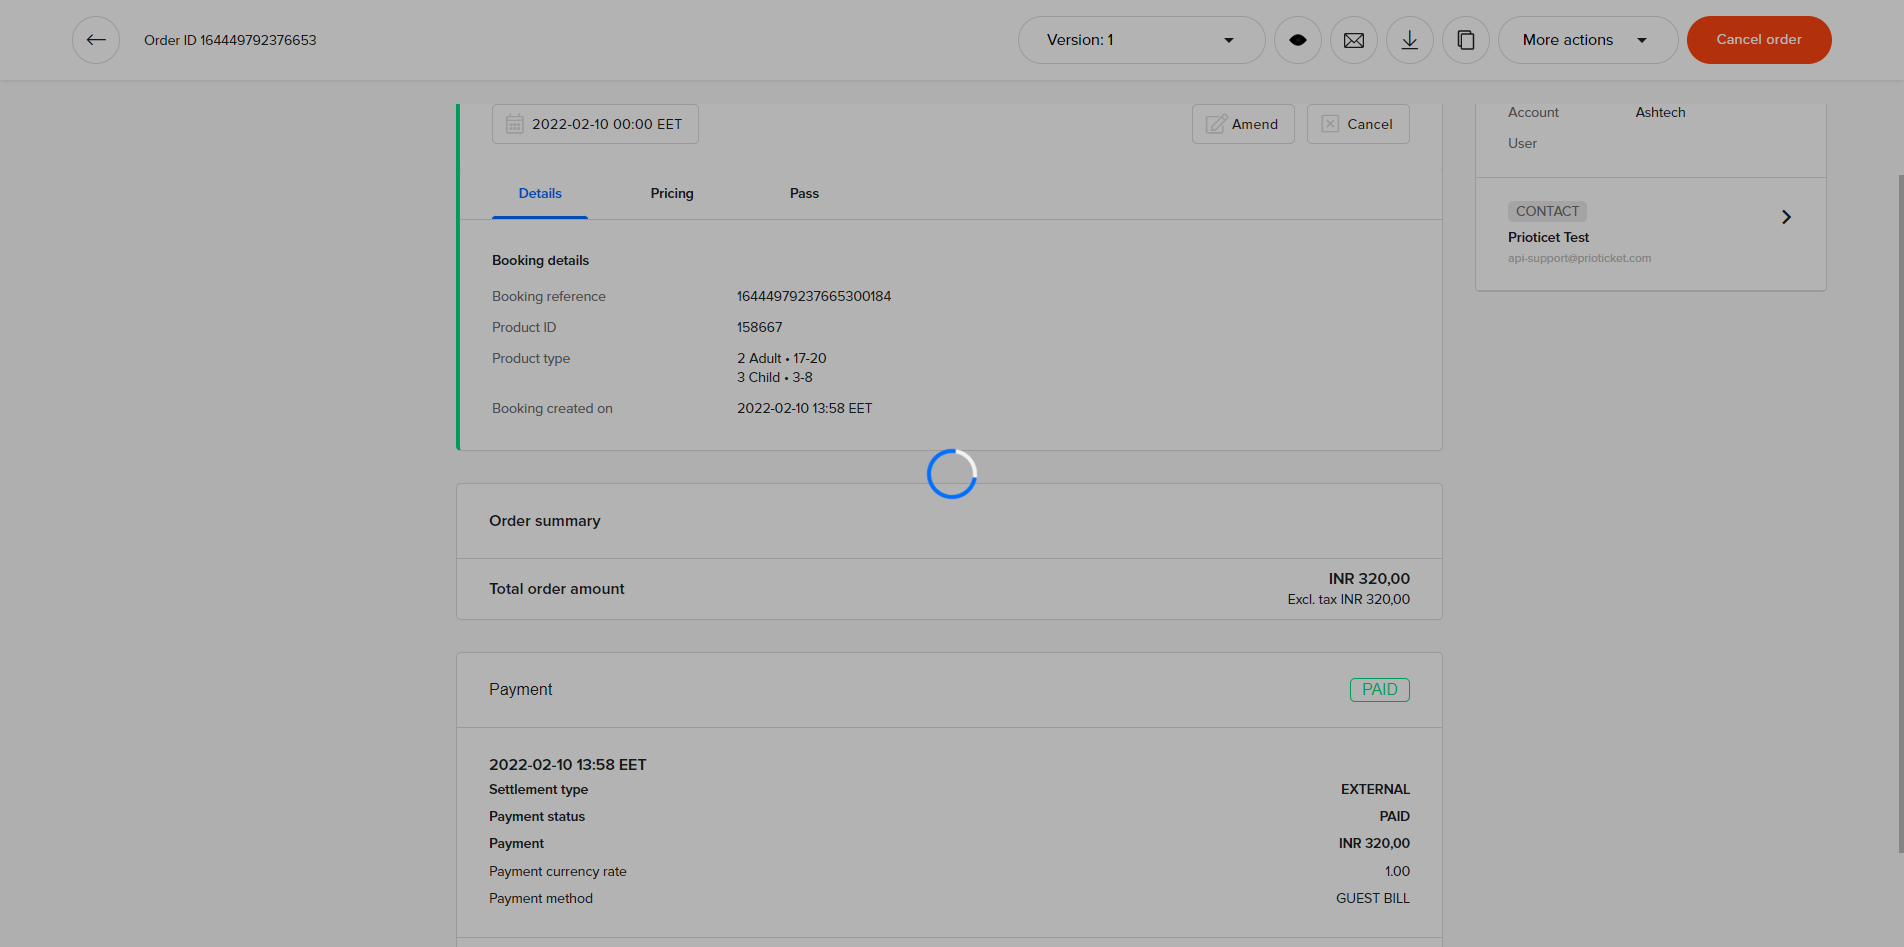 Order ID 164449792376653
Version: 1
More actions
Cancel order
2022-02-10 00:00 EET
Amend
Cancel
Details
Pricing
Pass
Booking details
Booking reference 16444979237665300184
Product ID 158667
Product type 2 Adult • 17-20
3 Child • 3-8
Booking created on 2022-02-10 13:58 EET
Account Ashtech
User
CONTACT
Prioticet Test
api-support@prioticket.com
Order summary
Total order amount INR 320,00
Excl. tax INR 320,00
Payment PAID
2022-02-10 13:58 EET
Settlement type EXTERNAL
Payment status PAID
Payment INR 320,00
Payment currency rate 1.00
Payment method GUEST BILL